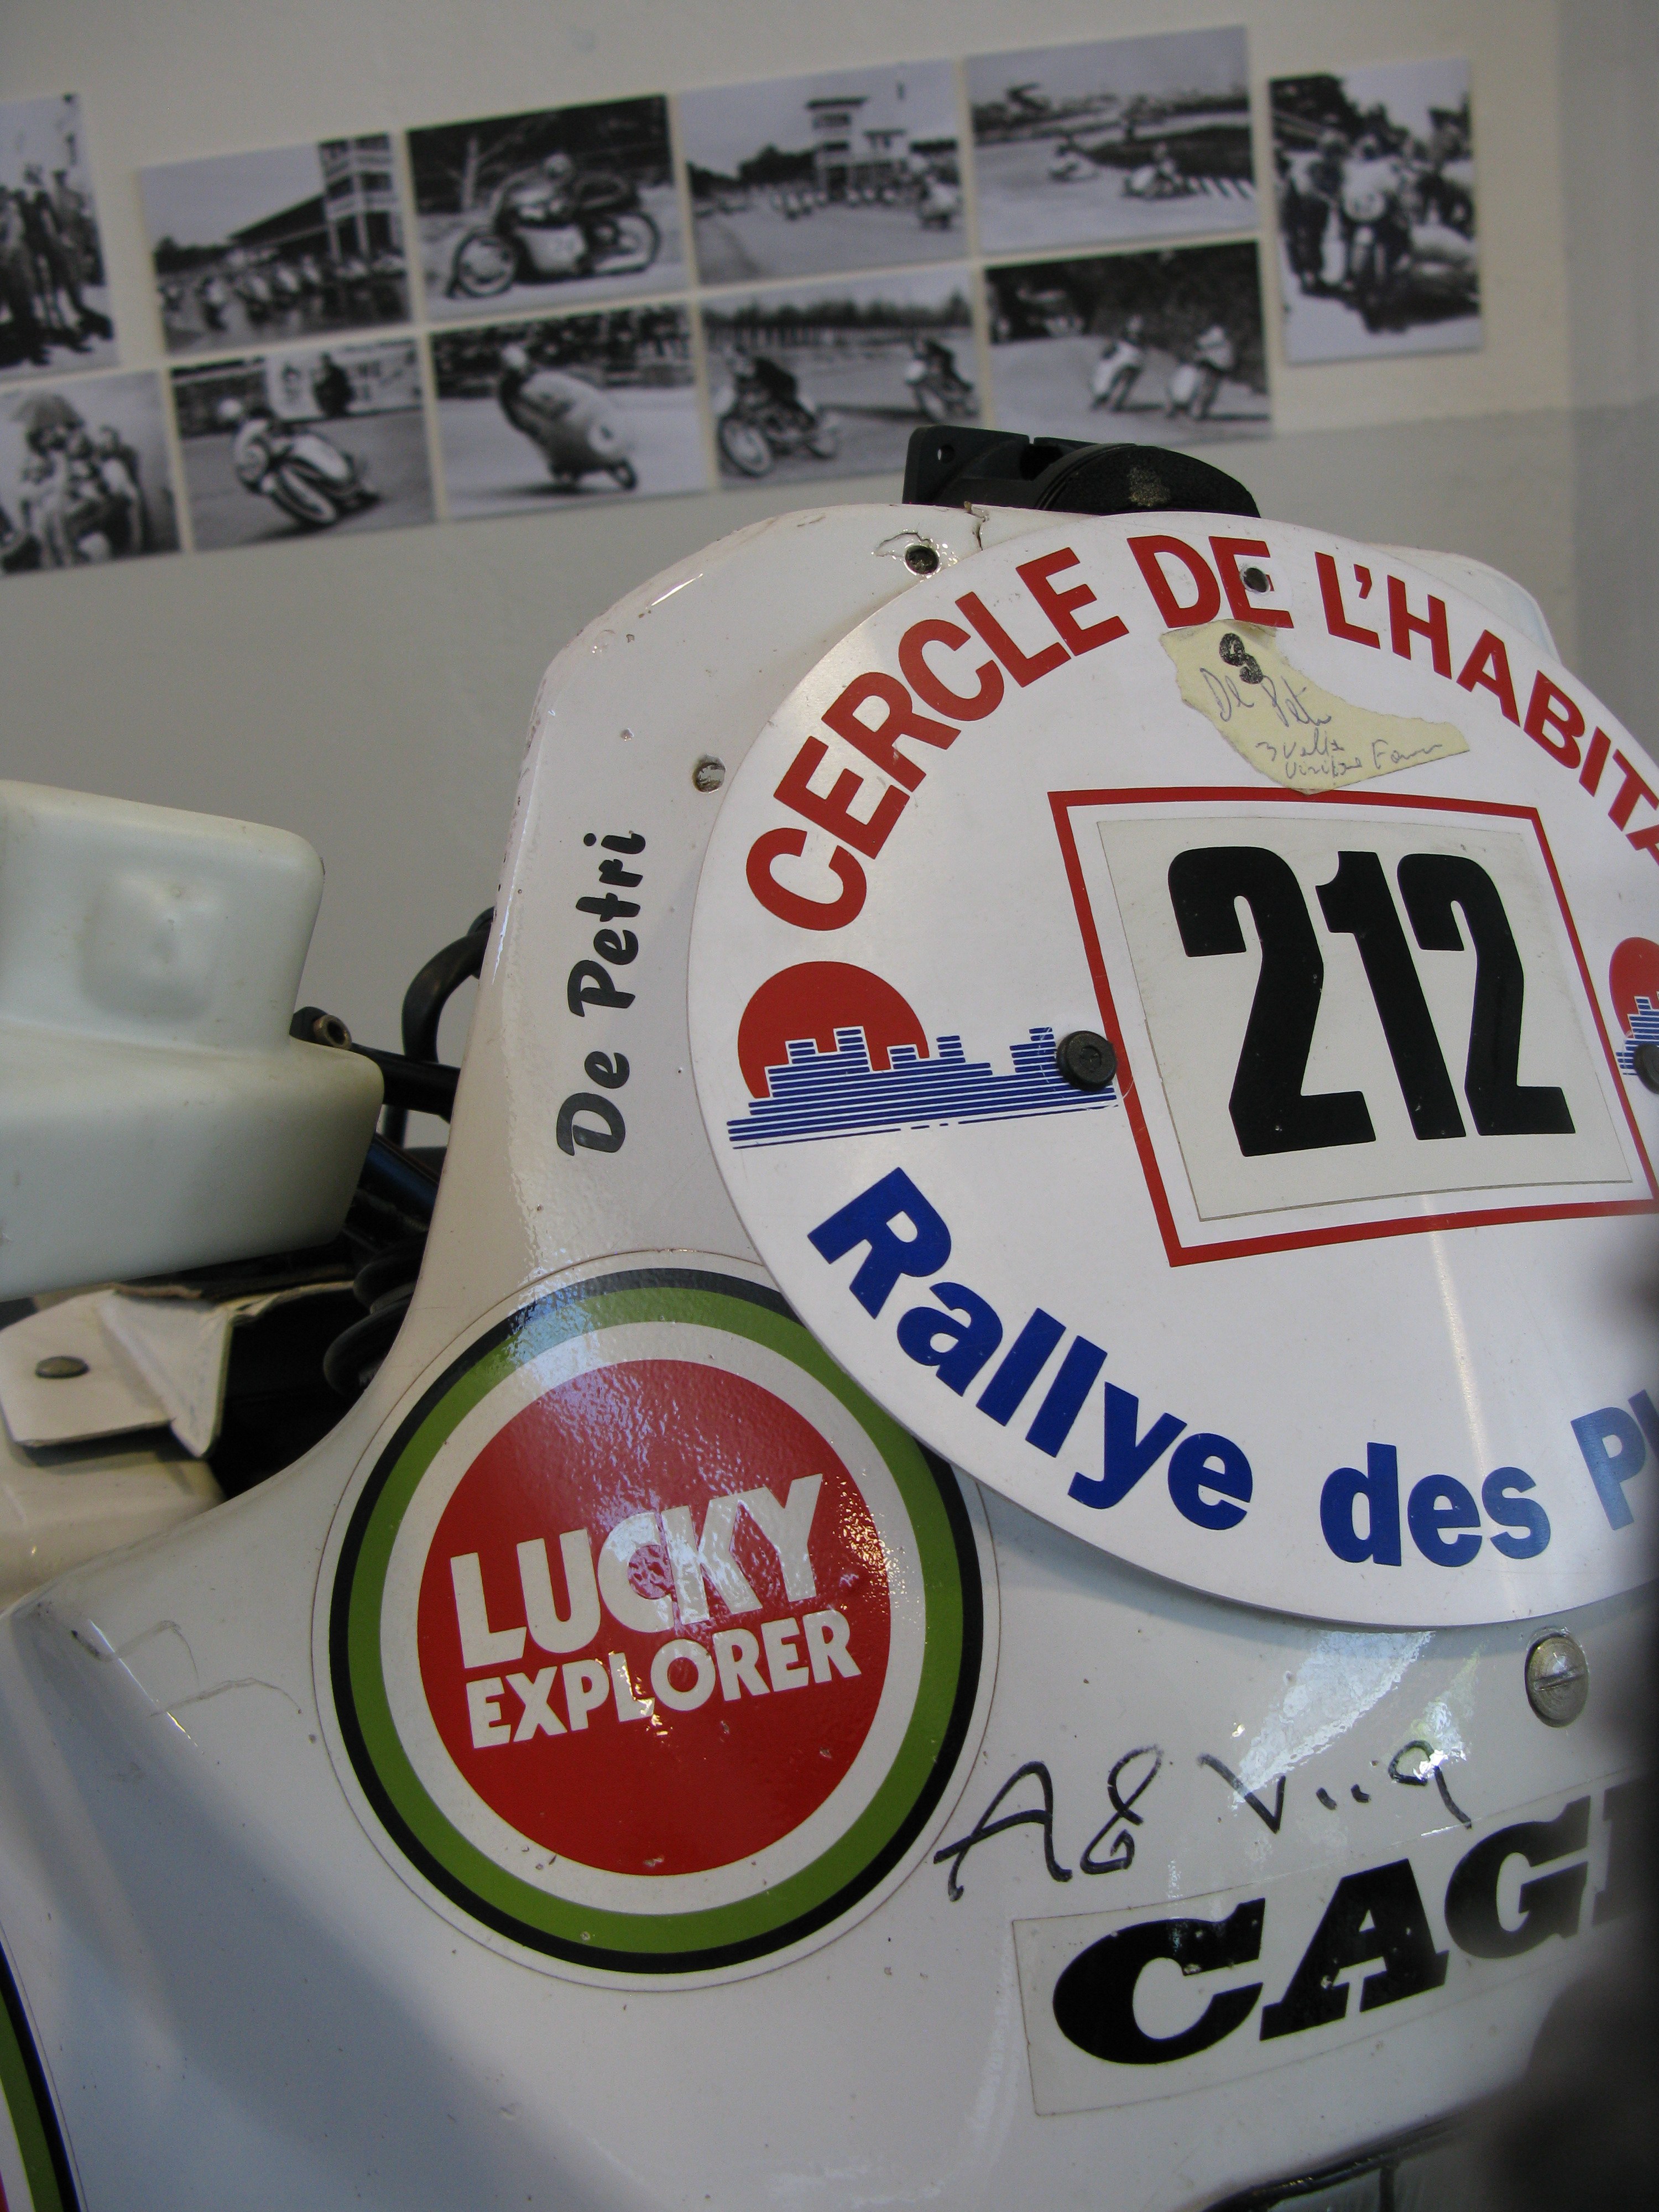 CERCLE DE L'HABITA
212
De Petri
Rallye des P
LUCKY
EXPLORER
CAG